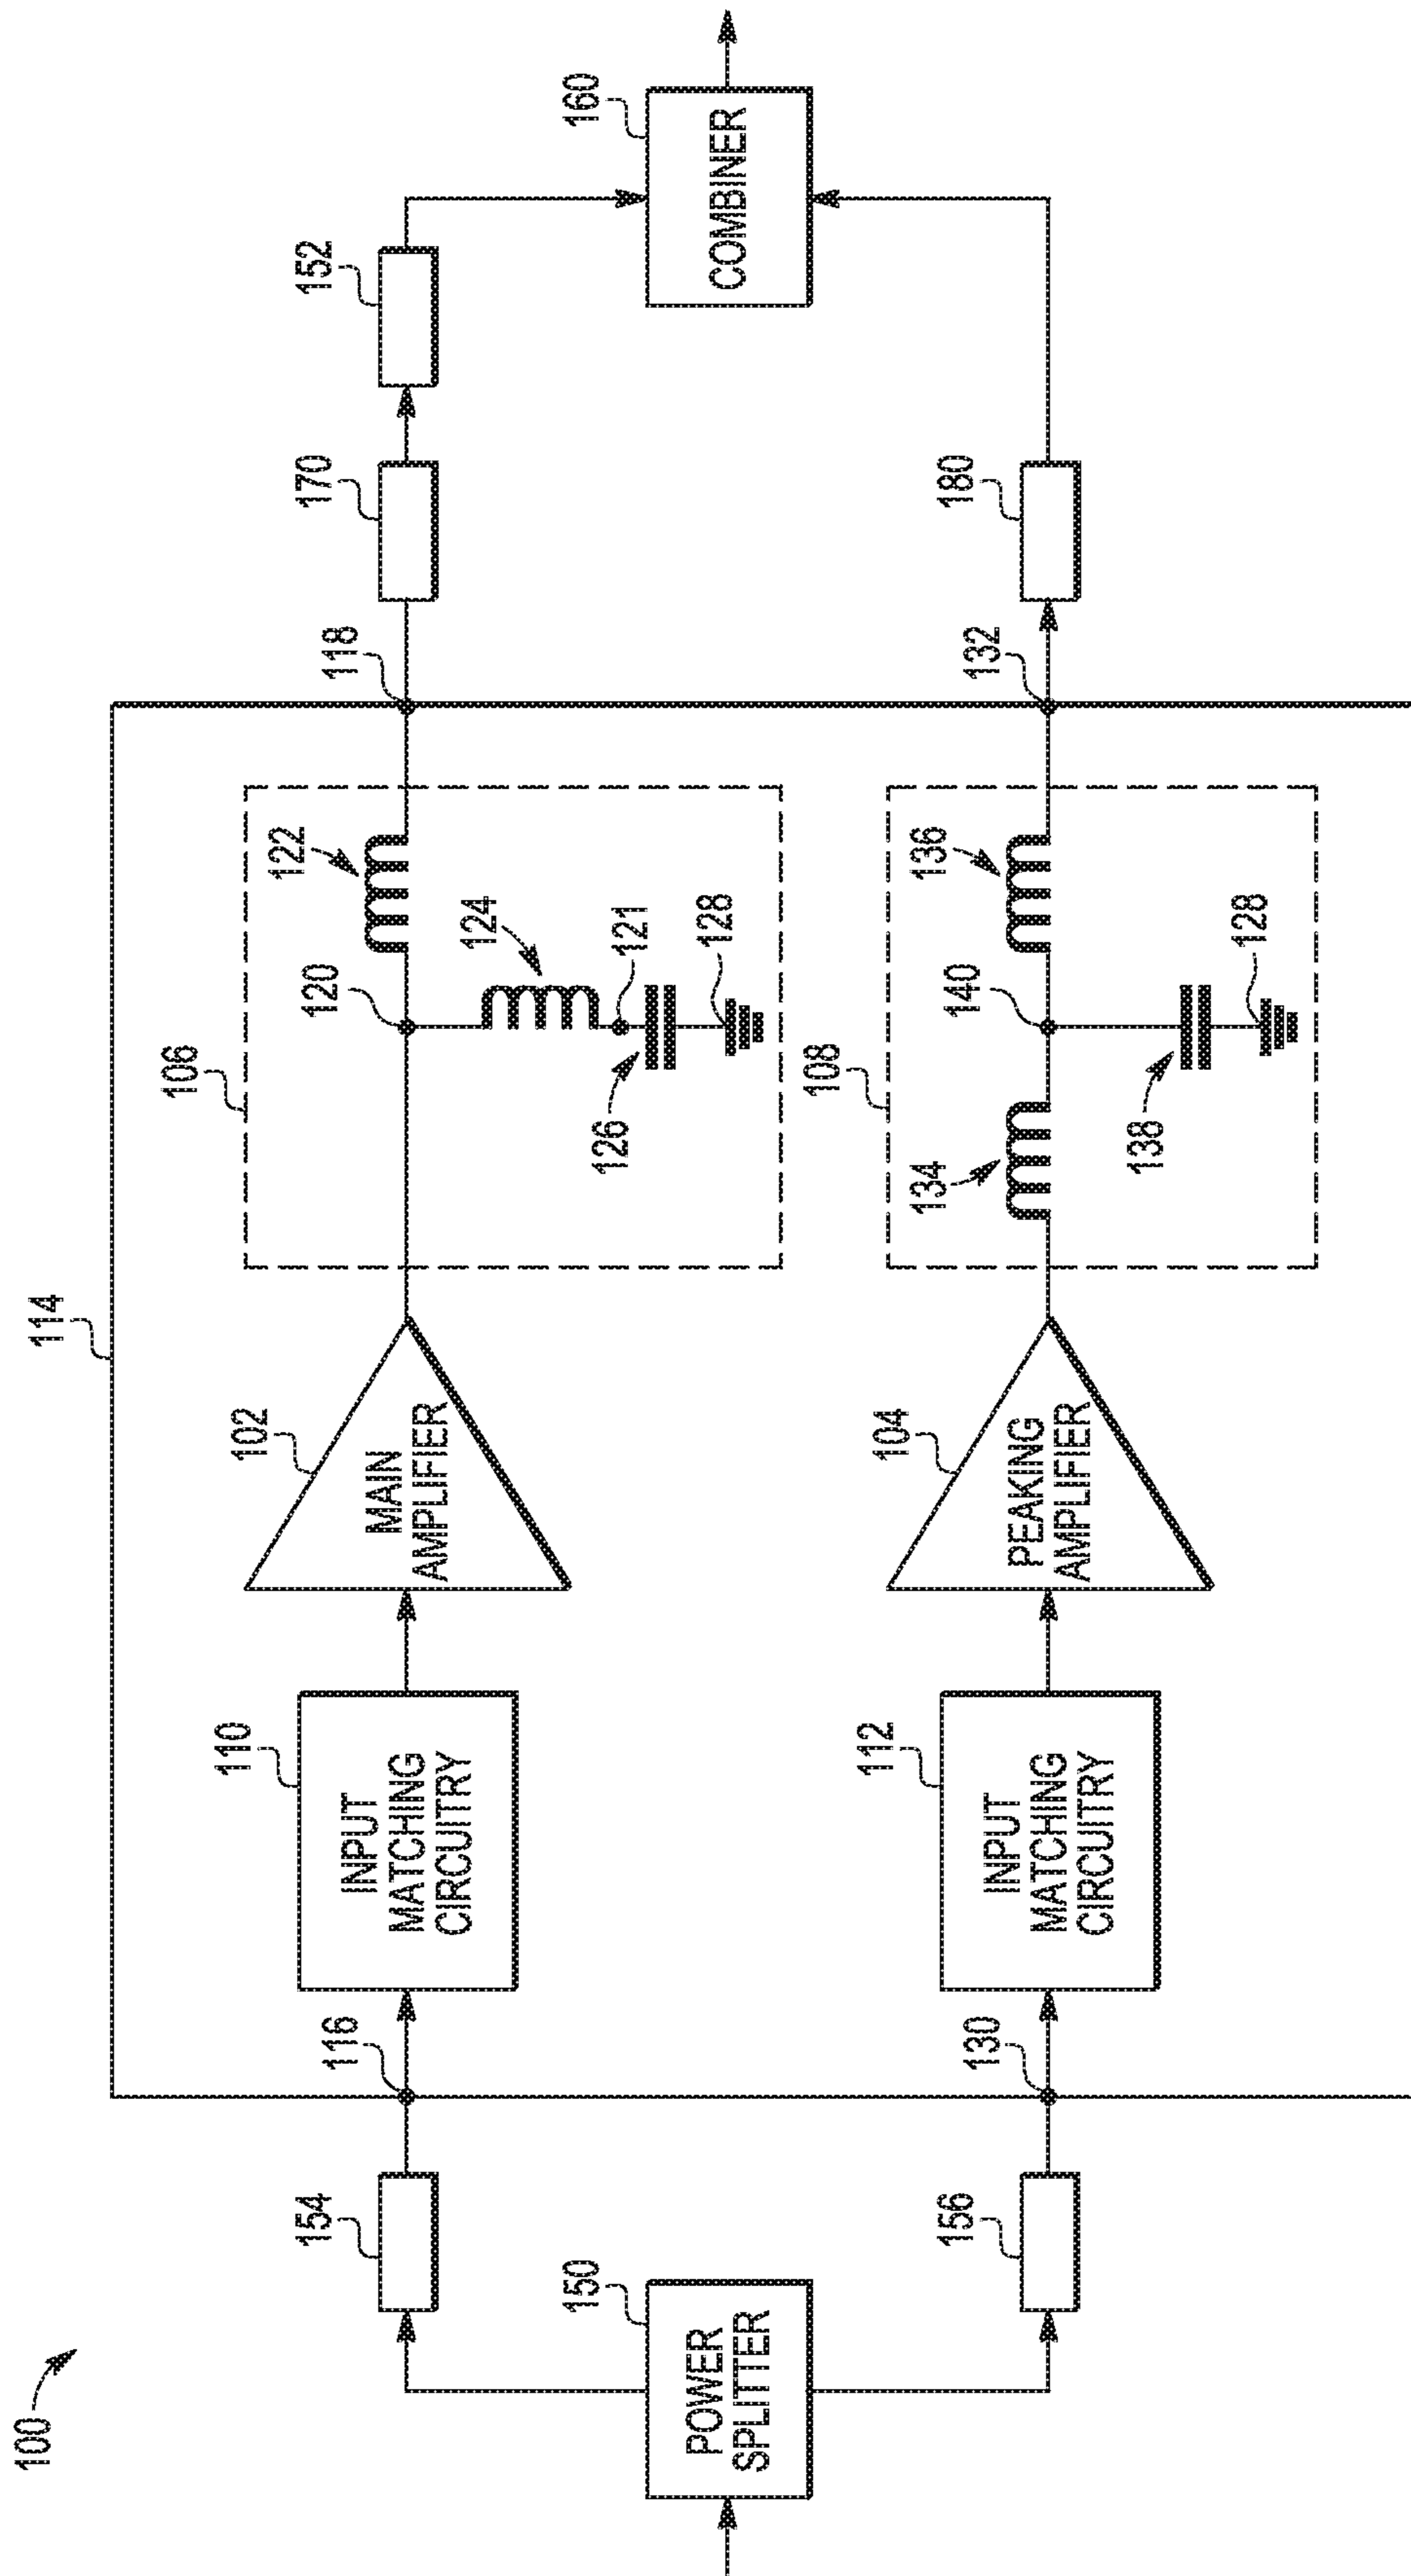 100
114
150
POWER
SPLITTER
154
156
116
130
110
INPUT
MATCHING
CIRCUITRY
112
INPUT
MATCHING
CIRCUITRY
102
MAIN
AMPLIFIER
104
PEAKING
AMPLIFIER
106
120
122
124
121
126
128
108
134
136
140
138
128
118
132
170
180
152
160
COMBINER